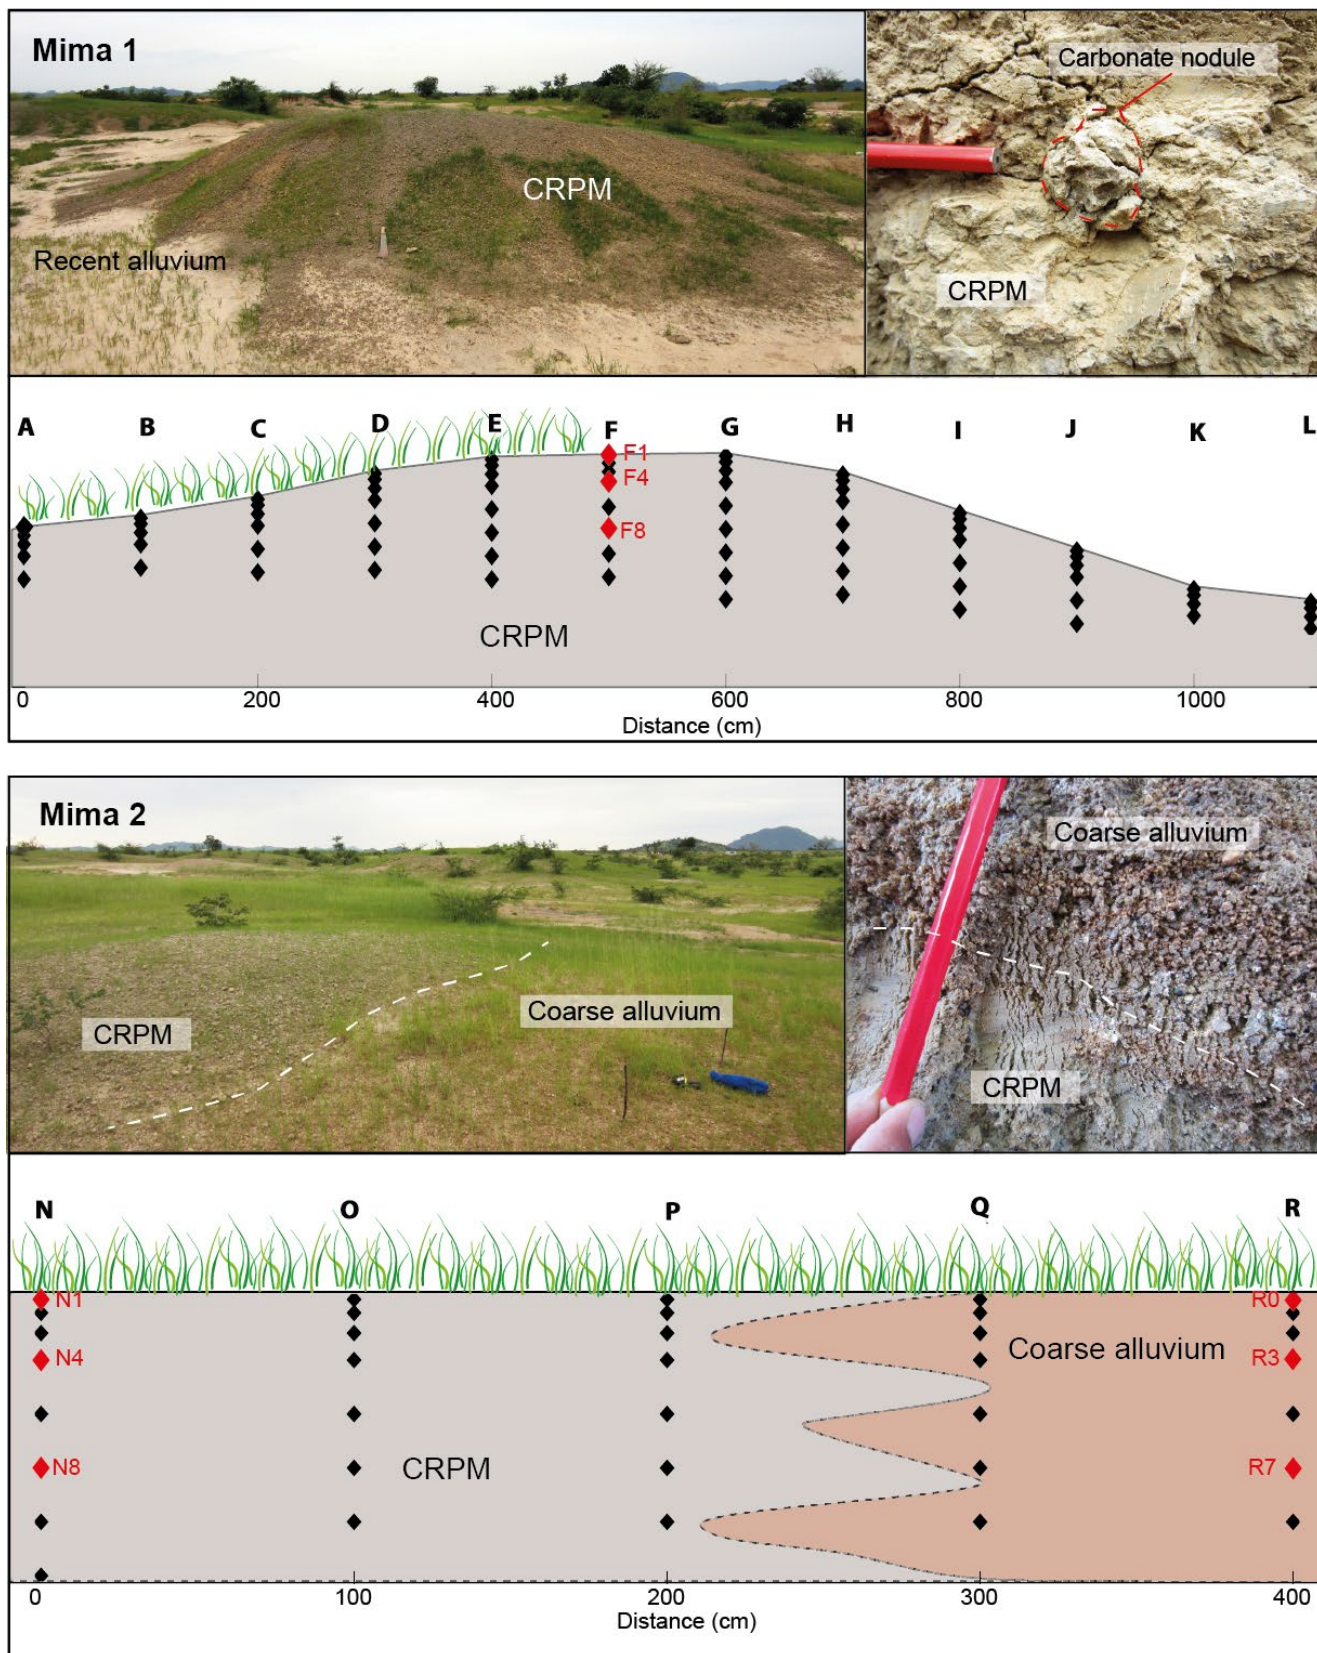 Mima 1
Carbonate nodule
CRPM
Recent alluvium
CRPM
A B C D E F G H I J K L
F1
F4
F8
CRPM
0 200 400 600 800 1000
Distance (cm)
Mima 2
Coarse alluvium
Coarse alluvium
CRPM
CRPM
N O P Q R
N1 R0
Coarse alluvium
N4 R3
N8 CRPM R7
0 100 200 300 400
Distance (cm)